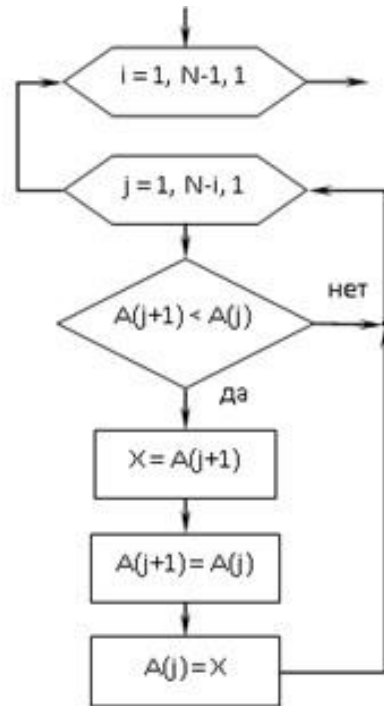 i = 1, N-1, 1
j = 1, N-i, 1
A(j+1) < A(j)
нет
да
X = A(j+1)
A(j+1) = A(j)
A(j) = X